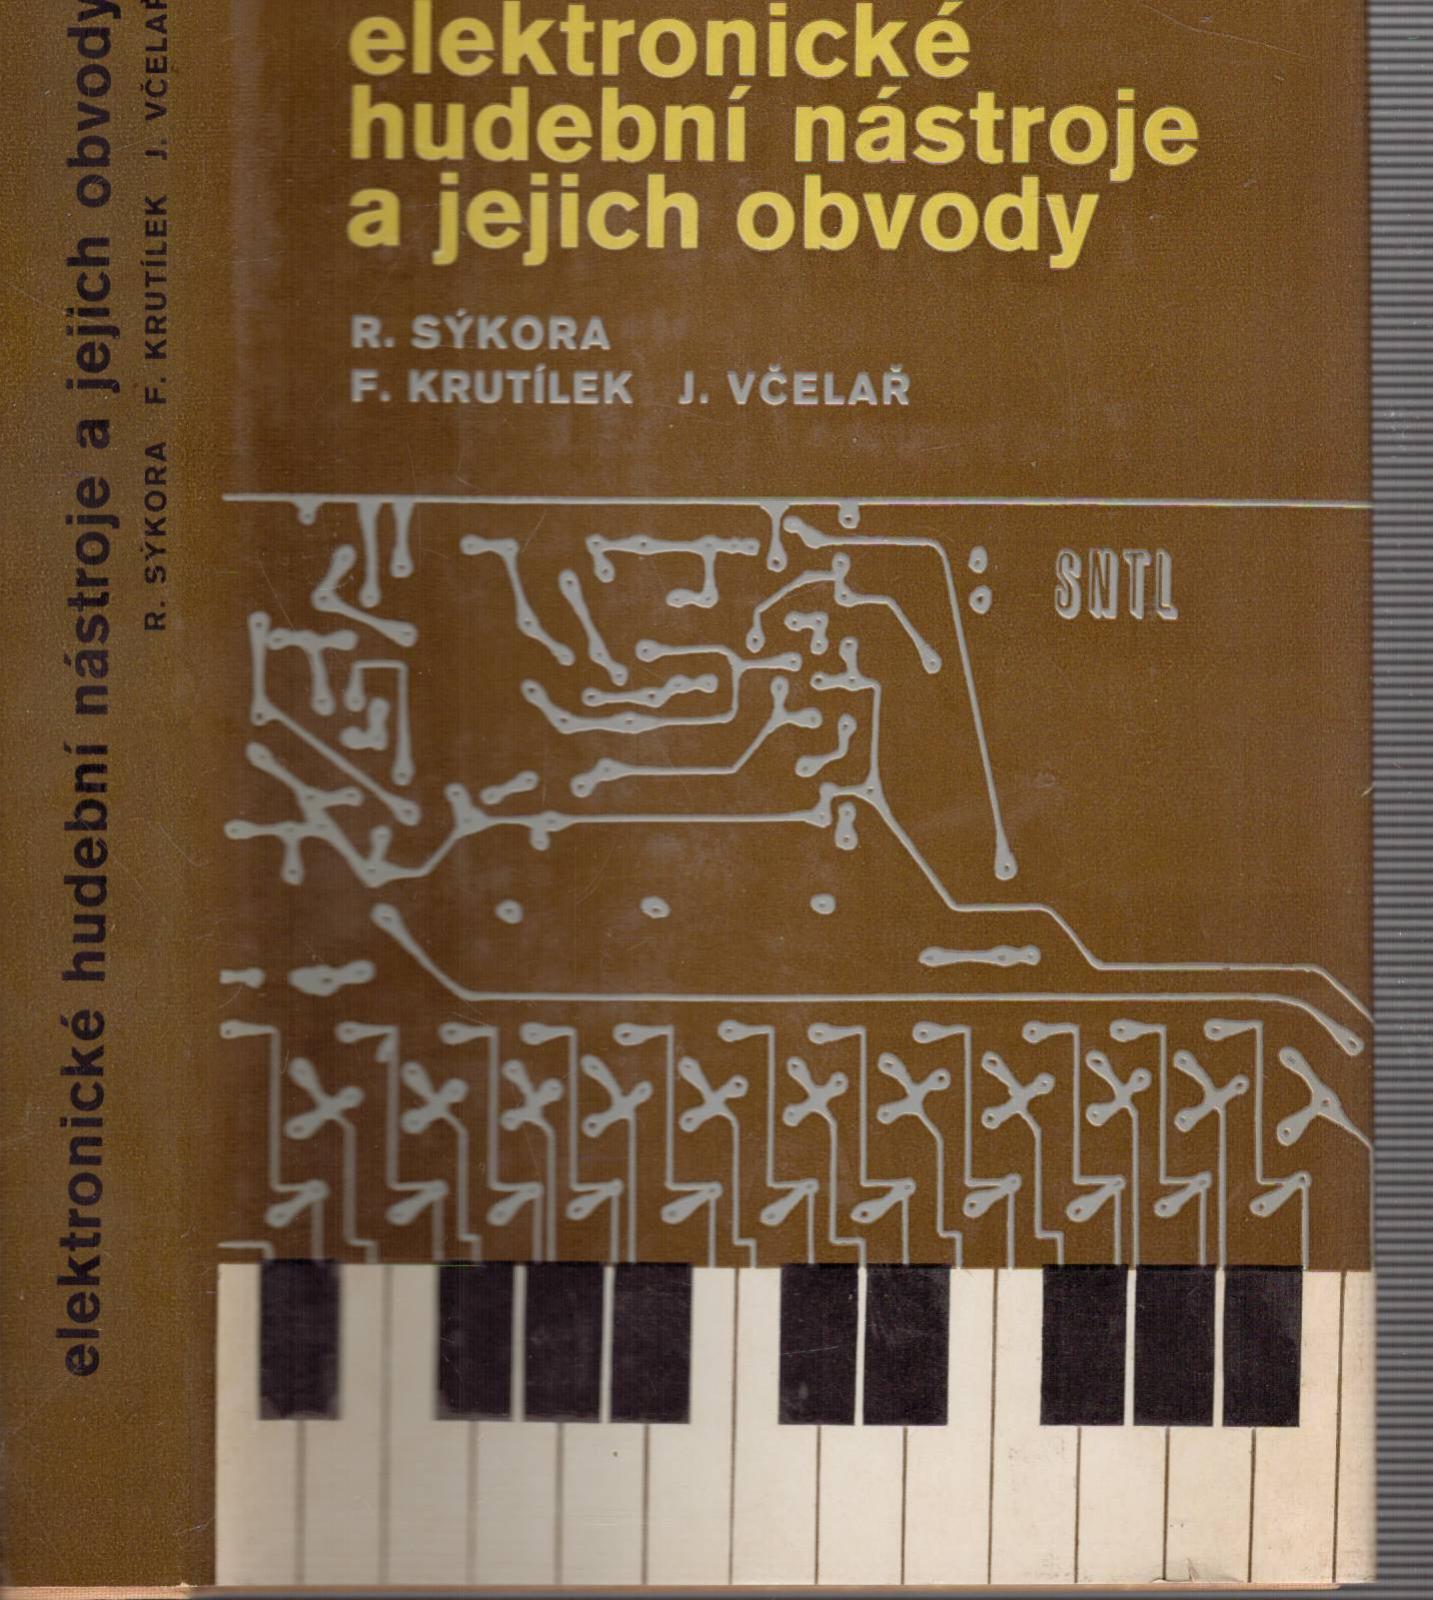 elektronické
hudební nástroje
a jejich obvody
R. SÝKORA
F. KRUTÍLEK J. VČELAŘ
SNTL
elektronické hudební nástroje a jejich obvody
R. SÝKORA F. KRUTÍLEK J. VČELAŘ